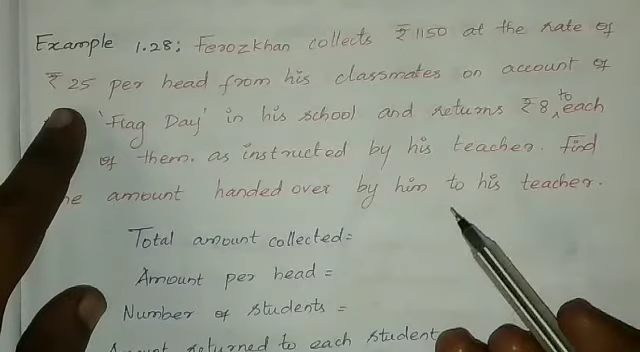 Example 1.28: Ferozkhan collects ₹1150 at the rate of
₹25 per head from his classmates on account of
'Flag Day' in his school and returns ₹8 to each
of them. as instructed by his teacher. Find
he amount handed over by him to his teacher.
Total amount collected=
Amount per head =
Number of students =
returned to each student